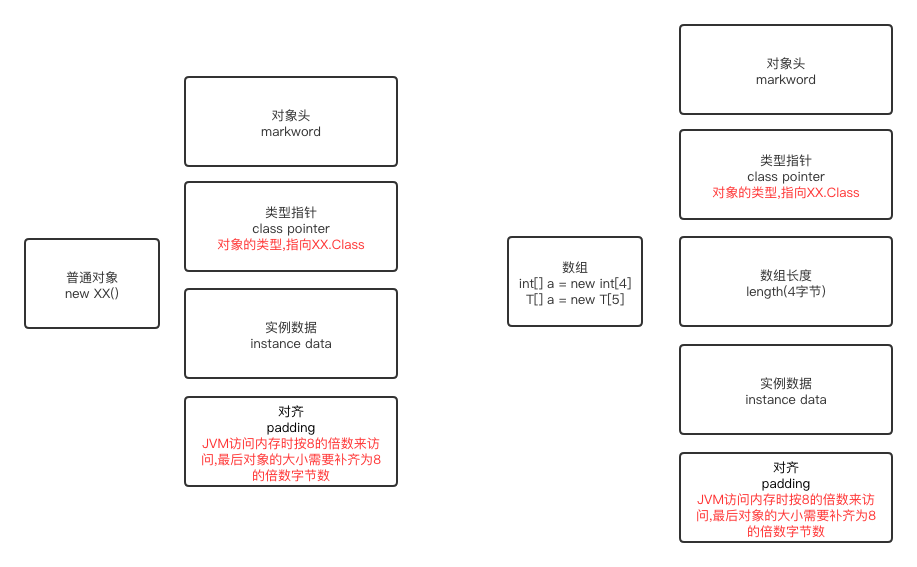 普通对象
new XX()
对象头
markword
类型指针
class pointer
对象的类型,指向XX.Class
实例数据
instance data
对齐
padding
JVM访问内存时按8的倍数来访
问,最后对象的大小需要补齐为8
的倍数字节数
数组
int[] a = new int[4]
T[] a = new T[5]
对象头
markword
类型指针
class pointer
对象的类型,指向XX.Class
数组长度
length(4字节)
实例数据
instance data
对齐
padding
JVM访问内存时按8的倍数来访
问,最后对象的大小需要补齐为8
的倍数字节数